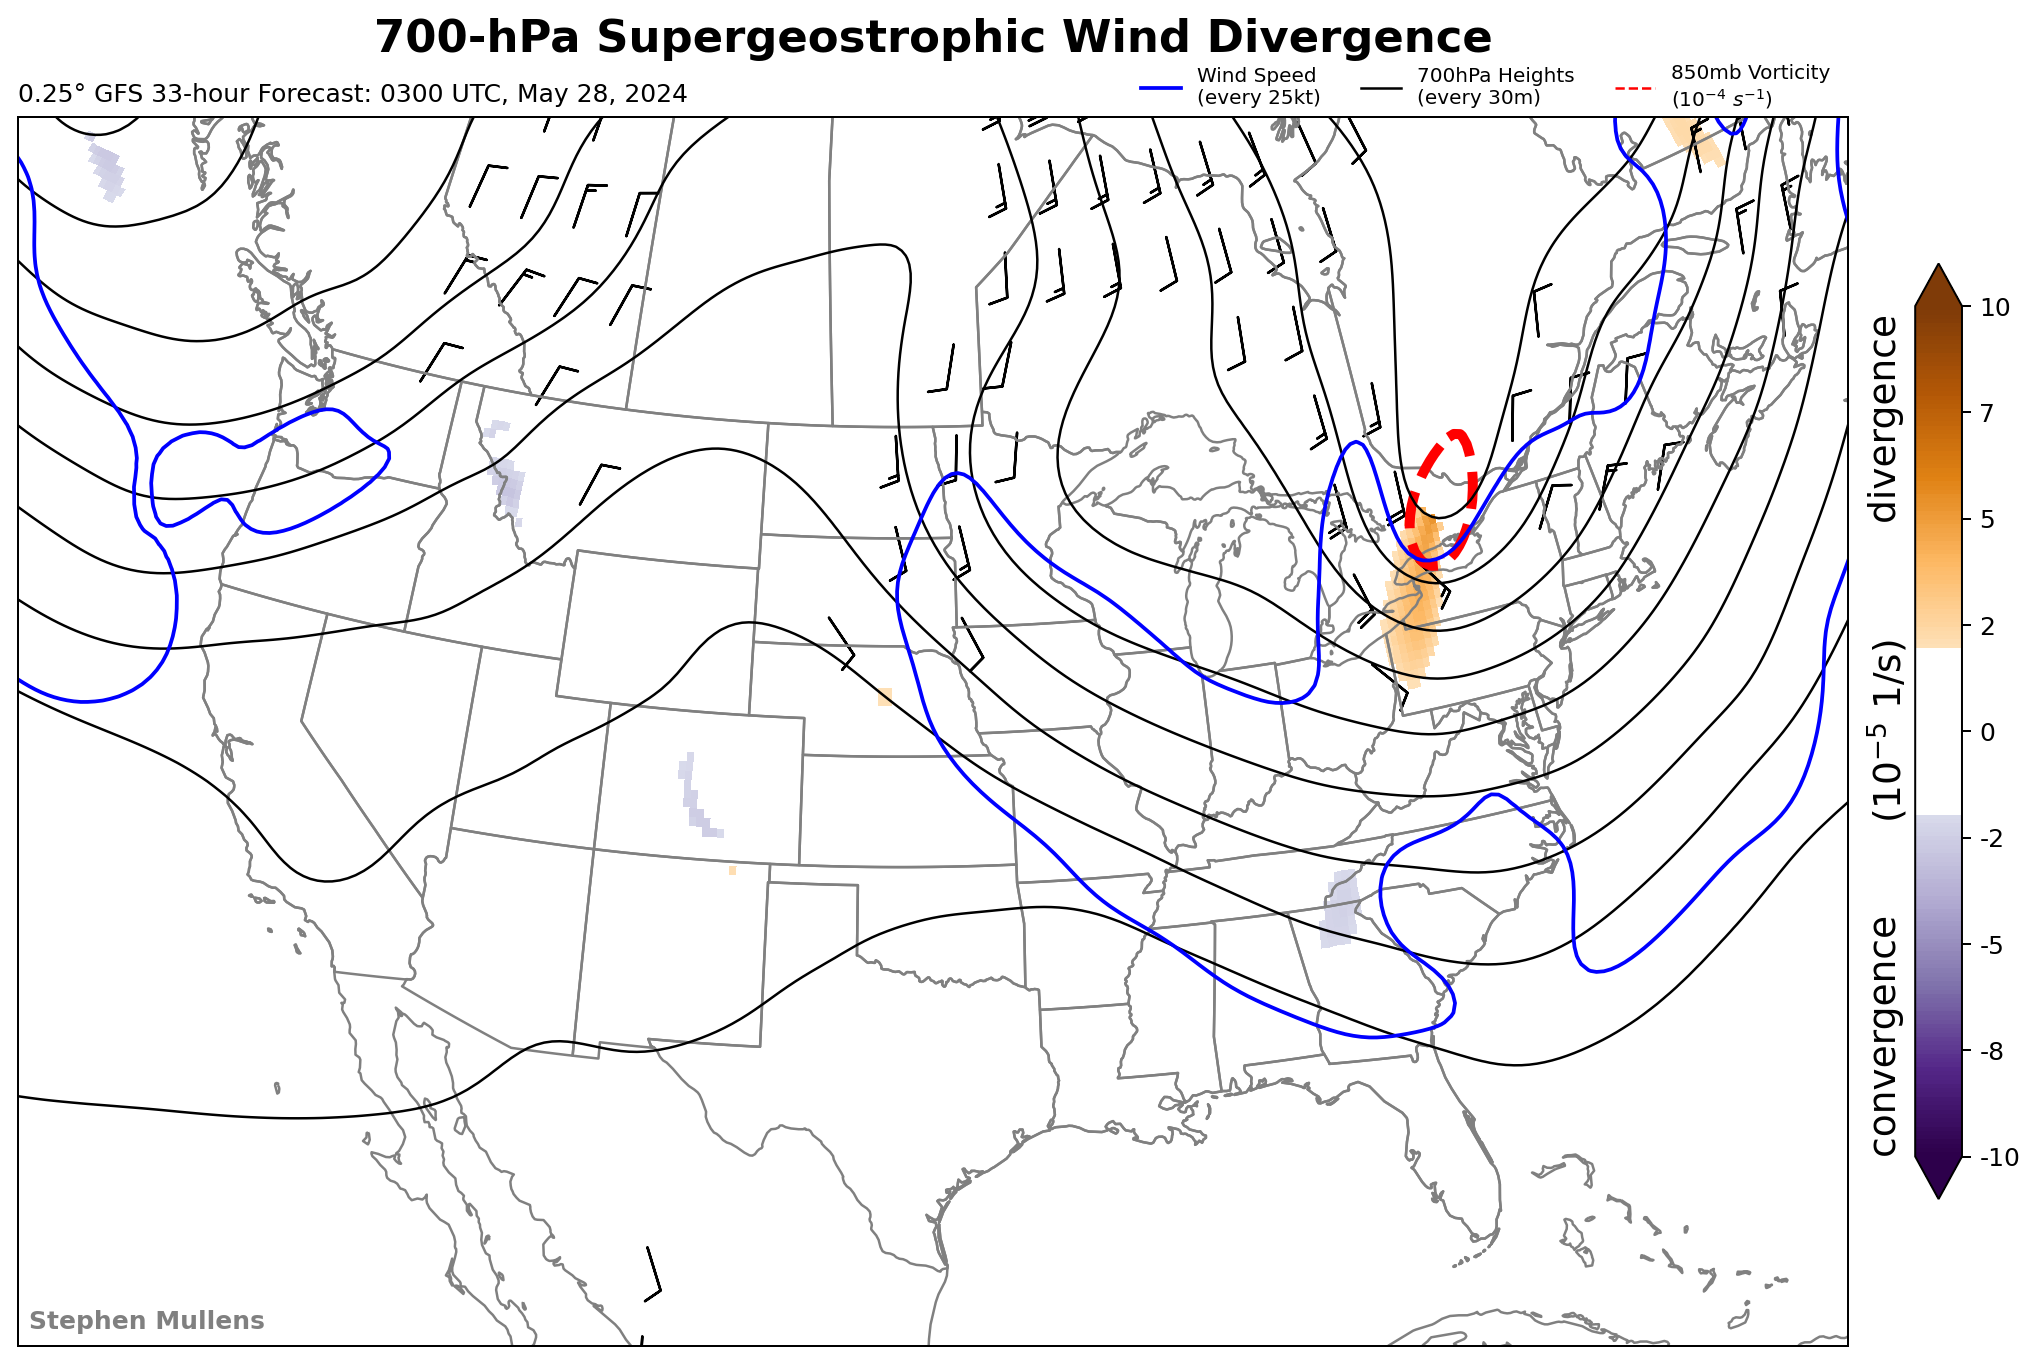 700-hPa Supergeostrophic Wind Divergence
0.25° GFS 33-hour Forecast: 0300 UTC, May 28, 2024
Wind Speed
(every 25kt)
700hPa Heights
(every 30m)
850mb Vorticity
(10⁻⁴ s⁻¹)
10
7
5
2
0
-2
-5
-8
-10
convergence (10⁻⁵ 1/s) divergence
Stephen Mullens